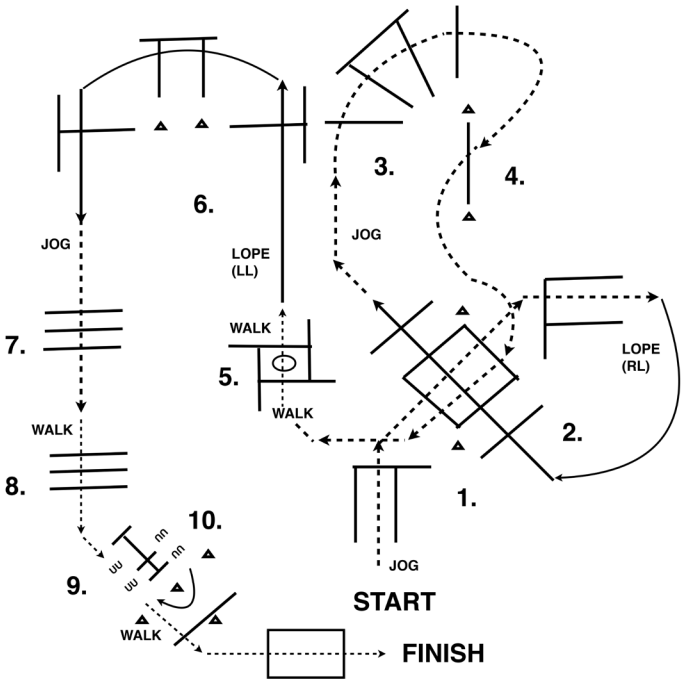 3.
4.
6.
JOG
JOG
LOPE
(LL)
WALK
LOPE
(RL)
7.
5.
WALK
2.
WALK
8.
1.
10.
JOG
9.
START
WALK
FINISH